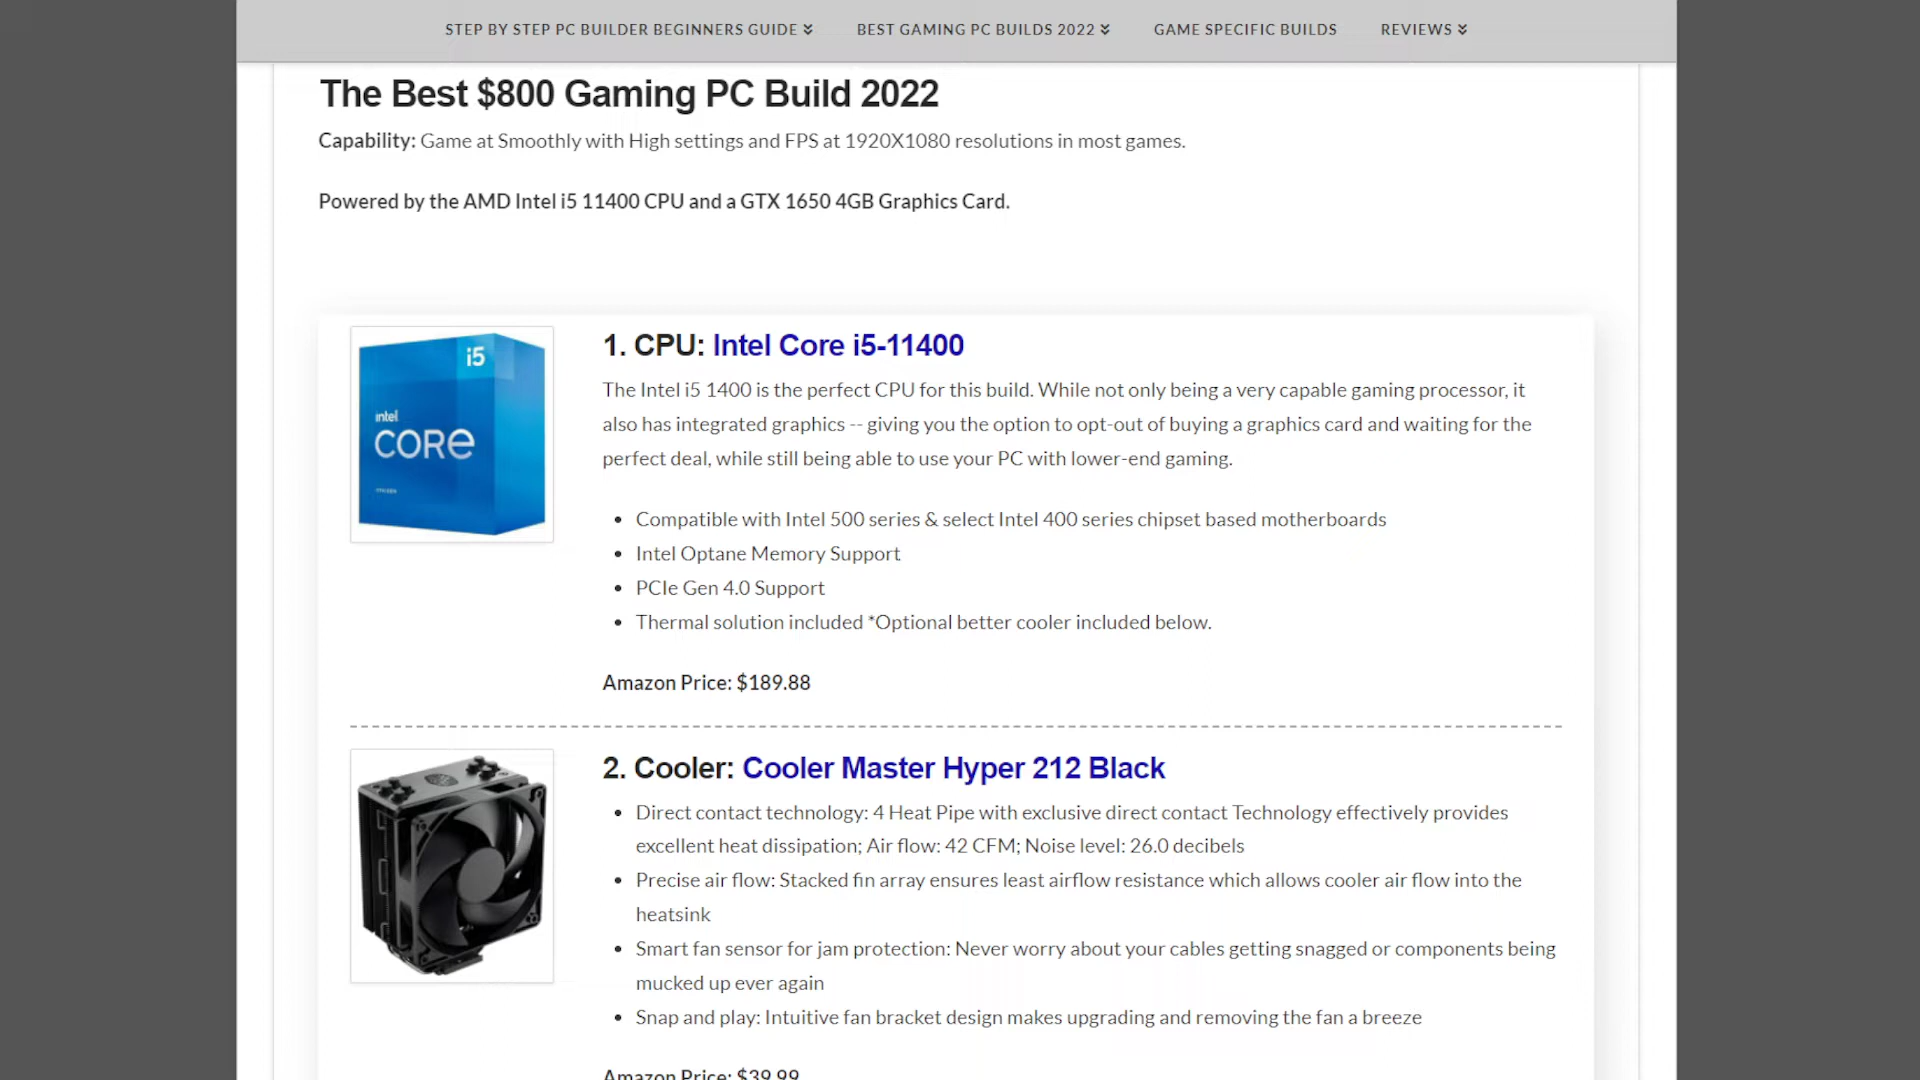 STEP BY STEP PC BUILDER BEGINNERS GUIDE BEST GAMING PC BUILDS 2022 GAME SPECIFIC BUILDS REVIEWS
The Best $800 Gaming PC Build 2022
Capability: Game at Smoothly with High settings and FPS at 1920X1080 resolutions in most games.
Powered by the AMD Intel i5 11400 CPU and a GTX 1650 4GB Graphics Card.
i5
intel
CORE
1. CPU: Intel Core i5-11400
The Intel i5 1400 is the perfect CPU for this build. While not only being a very capable gaming processor, it
also has integrated graphics -- giving you the option to opt-out of buying a graphics card and waiting for the
perfect deal, while still being able to use your PC with lower-end gaming.
• Compatible with Intel 500 series & select Intel 400 series chipset based motherboards
• Intel Optane Memory Support
• PCIe Gen 4.0 Support
• Thermal solution included *Optional better cooler included below.
Amazon Price: $189.88
2. Cooler: Cooler Master Hyper 212 Black
• Direct contact technology: 4 Heat Pipe with exclusive direct contact Technology effectively provides
excellent heat dissipation; Air flow: 42 CFM; Noise level: 26.0 decibels
• Precise air flow: Stacked fin array ensures least airflow resistance which allows cooler air flow into the
heatsink
• Smart fan sensor for jam protection: Never worry about your cables getting snagged or components being
mucked up ever again
• Snap and play: Intuitive fan bracket design makes upgrading and removing the fan a breeze
Amazon Price: $39.99